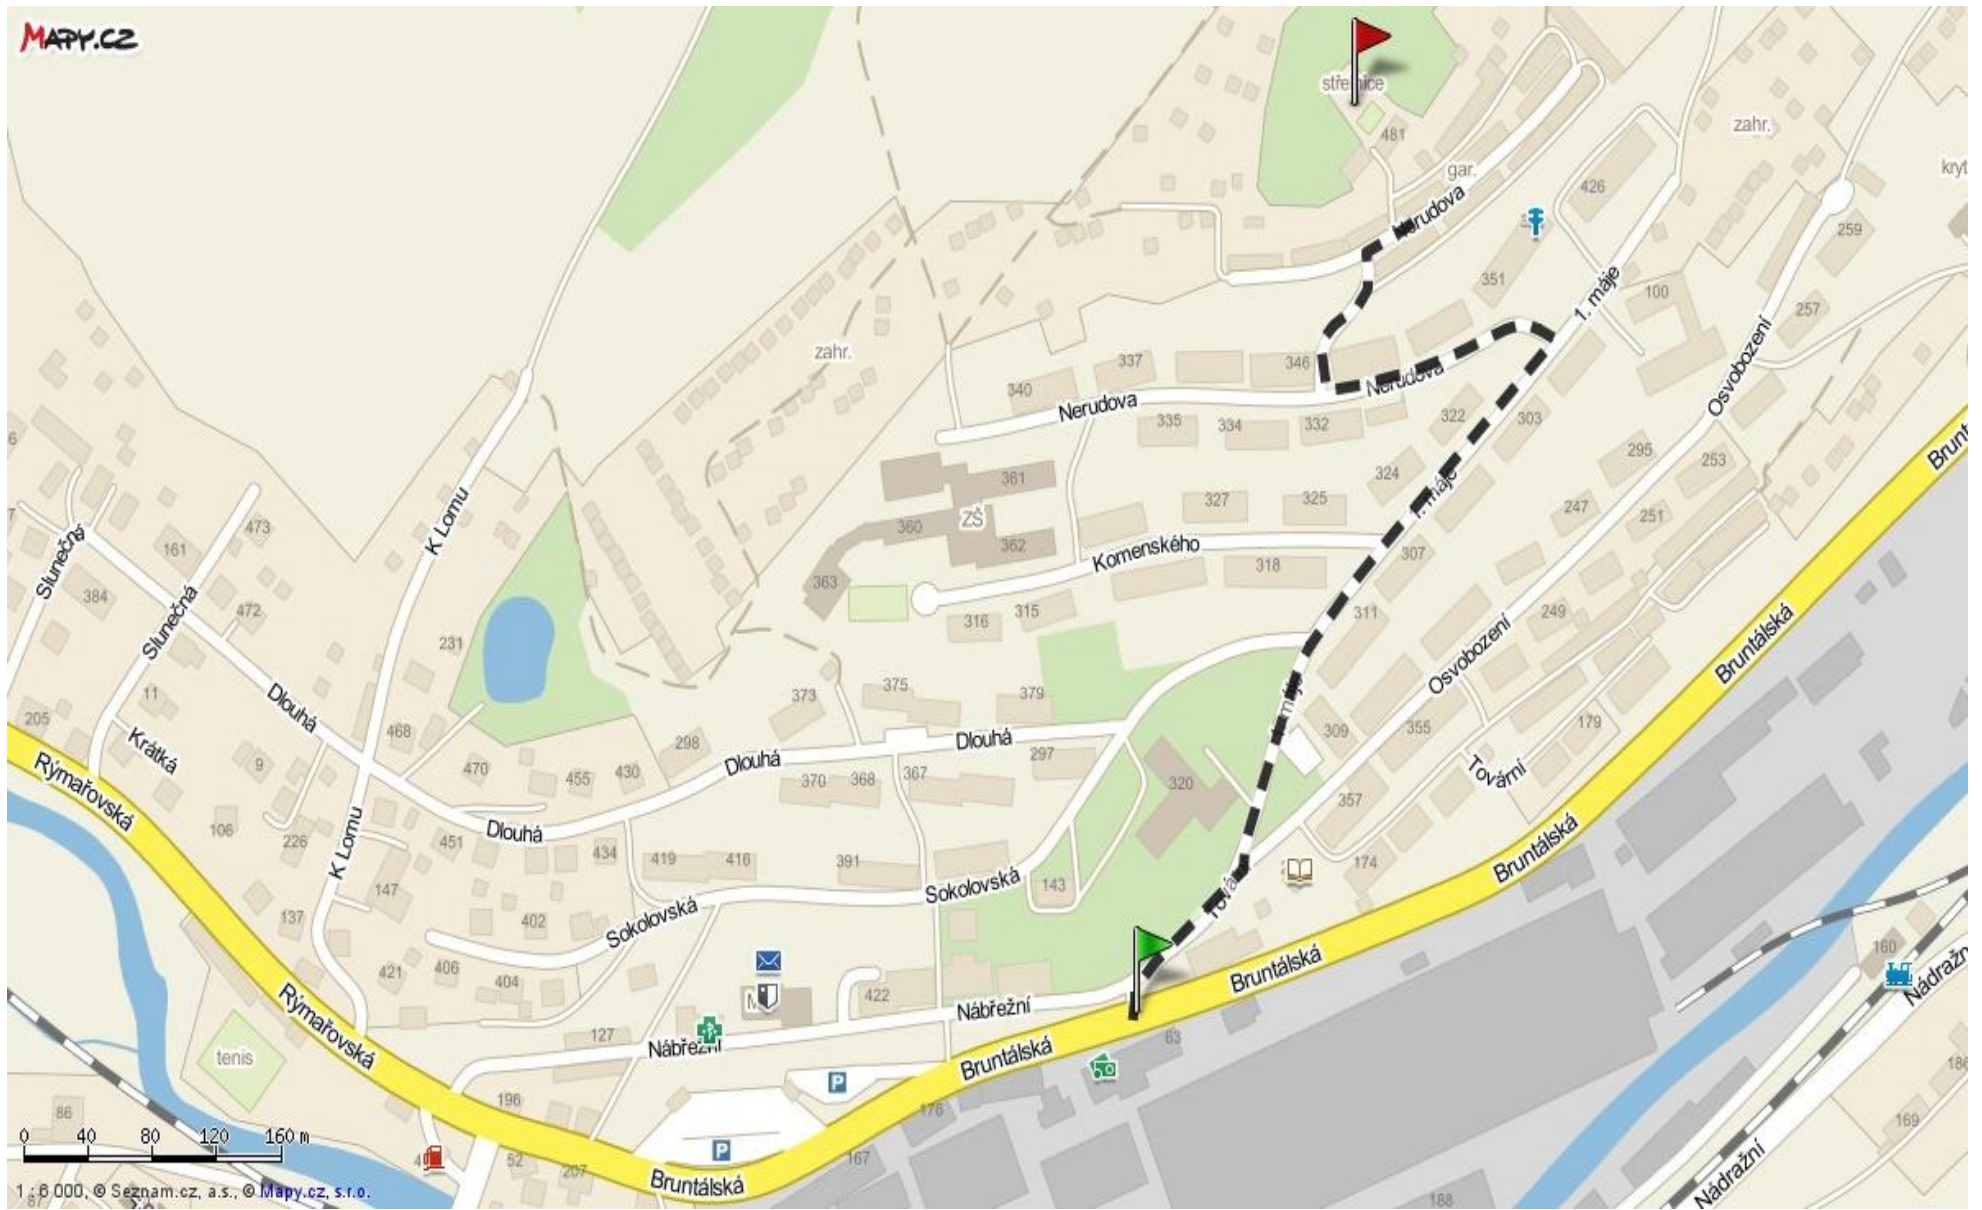 Mapy.cz
střelnice
481
zahr.
gar.
Nerudova
426
kryt
259
351
1. máje
100
257
zahr.
337
346
340
Nerudova
Nerudova
Osvobození
335
334
332
322
303
295
253
Brunt
361
324
1. máje
K Lomu
473
327
325
247
251
360
ZŠ
362
Slunečná
161
Komenského
307
318
363
384
Slunečná
472
316
315
311
249
231
Osvobození
Bruntálská
11
Dlouhá
373
375
379
1. máje
205
Krátká
468
298
Dlouhá
309
355
179
9
470
455
430
Dlouhá
297
Tovární
Rýmařovská
370
368
367
320
357
106
226
451
Dlouhá
K Lomu
434
419
416
391
Bruntálská
174
147
Sokolovská
143
137
402
Sokolovská
421
406
404
422
Bruntálská
160
Rýmařovská
Nábřežní
Nádražn
tenis
127
Nábřežní
Bruntálská
63
P
196
176
86
186
169
0 40 80 120 160 m
P
52
207
167
Bruntálská
188
Nádražní
87
1 : 6 000, © Seznam.cz, a.s., © Mapy.cz, s.r.o.